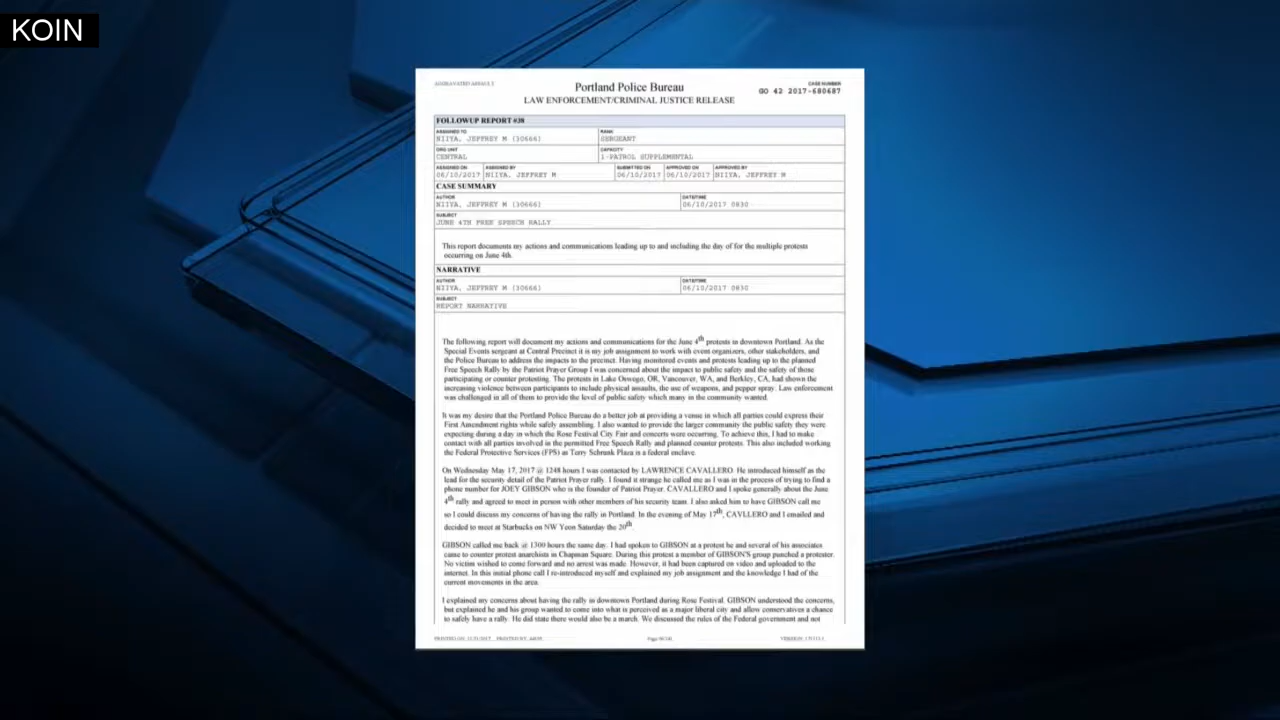 KOIN
AGGRAVATED ASSAULT
Portland Police Bureau
CASE NUMBER
GO 42 2017-680687
LAW ENFORCEMENT/CRIMINAL JUSTICE RELEASE
FOLLOWUP REPORT #38
ASSIGNED TO
RANK
NIIYA, JEFFREY M (30666)
SERGEANT
ORG UNIT
CAPACITY
CENTRAL
1-PATROL SUPPLEMENTAL
ASSIGNED ON
ASSIGNED BY
SUBMITTED ON
APPROVED ON
APPROVED BY
06/10/2017
NIIYA, JEFFREY M
06/10/2017
06/10/2017
NIIYA, JEFFREY M
CASE SUMMARY
AUTHOR
DATE/TIME
NIIYA, JEFFREY M (30666)
06/10/2017 0830
SUBJECT
JUNE 4TH FREE SPEECH RALLY
This report documents my actions and communications leading up to and including the day of for the multiple protests
occurring on June 4th.
NARRATIVE
AUTHOR
DATE/TIME
NIIYA, JEFFREY M (30666)
06/10/2017 0830
SUBJECT
REPORT NARRATIVE
The following report will document my actions and communications for the June 4th protests in downtown Portland. As the
Special Events sergeant at Central Precinct it is my job assignment to work with event organizers, other stakeholders, and
the Police Bureau to address the impacts to the precinct. Having monitored events and protests leading up to the planned
Free Speech Rally by the Patriot Prayer Group I was concerned about the impact to public safety and the safety of those
participating or counter protesting. The protests in Lake Oswego, OR, Vancouver, WA, and Berkley, CA, had shown the
increasing violence between participants to include physical assaults, the use of weapons, and pepper spray. Law enforcement
was challenged in all of them to provide the level of public safety which many in the community wanted.
It was my desire that the Portland Police Bureau do a better job at providing a venue in which all parties could express their
First Amendment rights while safely assembling. I also wanted to provide the larger community the public safety they were
expecting during a day in which the Rose Festival City Fair and concerts were occurring. To achieve this, I had to make
contact with all parties involved in the permitted Free Speech Rally and planned counter protests. This also included working
the Federal Protective Services (FPS) as Terry Schrunk Plaza is a federal enclave.
On Wednesday May 17, 2017 @ 1248 hours I was contacted by LAWRENCE CAVALLERO. He introduced himself as the
lead for the security detail of the Patriot Prayer rally. I found it strange he called me as I was in the process of trying to find a
phone number for JOEY GIBSON who is the founder of Patriot Prayer. CAVALLERO and I spoke generally about the June
4th rally and agreed to meet in person with other members of his security team. I also asked him to have GIBSON call me
so I could discuss my concerns of having the rally in Portland. In the evening of May 17th, CAVLLERO and I emailed and
decided to meet at Starbucks on NW Yeon Saturday the 20th.
GIBSON called me back @ 1300 hours the same day. I had spoken to GIBSON at a protest he and several of his associates
came to counter protest anarchists in Chapman Square. During this protest a member of GIBSON'S group punched a protester.
No victim wished to come forward and no arrest was made. However, it had been captured on video and uploaded to the
internet. In this initial phone call I re-introduced myself and explained my job assignment and the knowledge I had of the
current movements in the area.
I explained my concerns about having the rally in downtown Portland during Rose Festival. GIBSON understood the concerns,
but explained he and his group wanted to come into what is perceived as a major liberal city and allow conservatives a chance
to safely have a rally. He did state there would also be a march. We discussed the rules of the Federal government and not